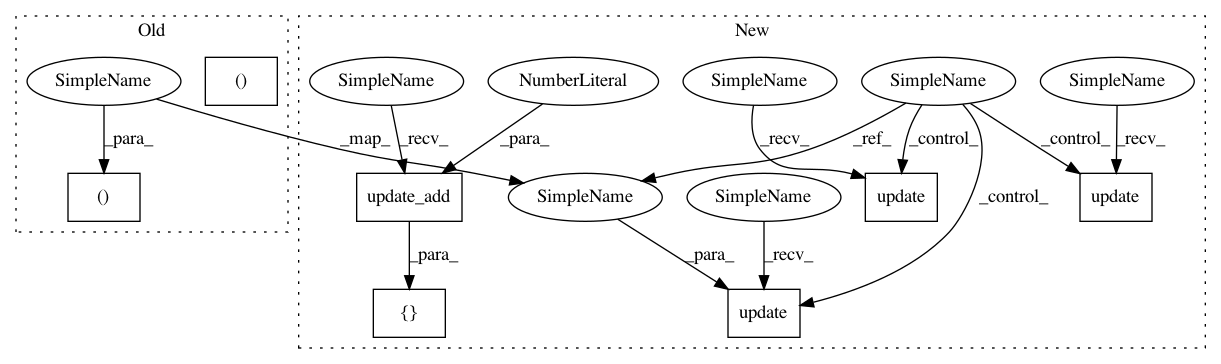 Old
New
SimpleName
()
SimpleName
NumberLiteral
SimpleName
SimpleName
SimpleName
_para_
_map_
_recv_
_para_
_recv_
_ref_
_control_
_control_
_recv_
()
update_add
SimpleName
SimpleName
update
update
_control_
_para_
_para_
_recv_
{}
update